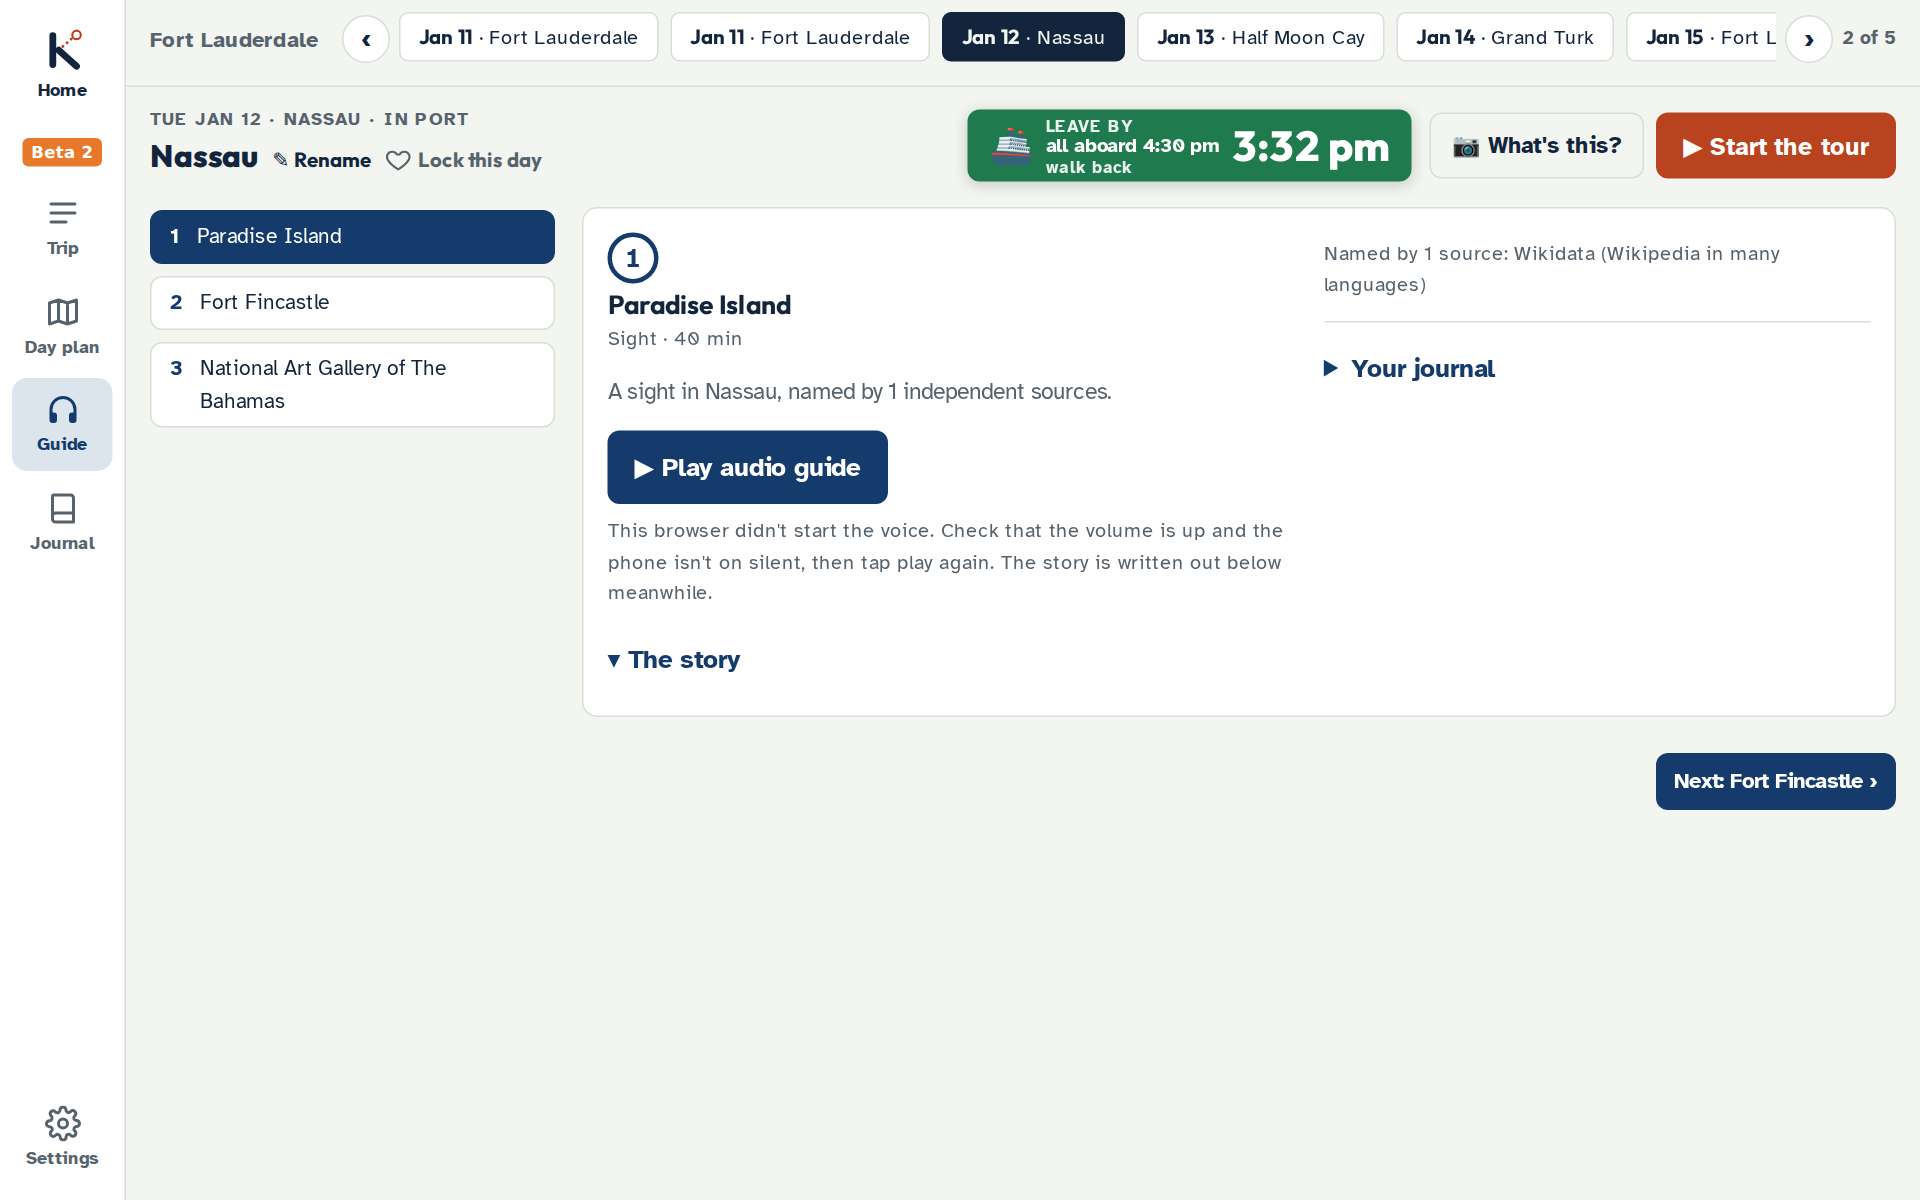 Home
Beta 2
Trip
Day plan
Guide
Journal
Settings
Fort Lauderdale
‹
Jan 11 · Fort Lauderdale
Jan 11 · Fort Lauderdale
Jan 12 · Nassau
Jan 13 · Half Moon Cay
Jan 14 · Grand Turk
Jan 15 · Fort L
›
2 of 5
TUE JAN 12 · NASSAU · IN PORT
Nassau
✎ Rename
Lock this day
LEAVE BY
all aboard 4:30 pm
walk back
3:32 pm
What's this?
▶ Start the tour
1 Paradise Island
2 Fort Fincastle
3 National Art Gallery of The
Bahamas
1
Paradise Island
Sight · 40 min
A sight in Nassau, named by 1 independent sources.
▶ Play audio guide
This browser didn't start the voice. Check that the volume is up and the
phone isn't on silent, then tap play again. The story is written out below
meanwhile.
▾ The story
Named by 1 source: Wikidata (Wikipedia in many
languages)
▶ Your journal
Next: Fort Fincastle ›